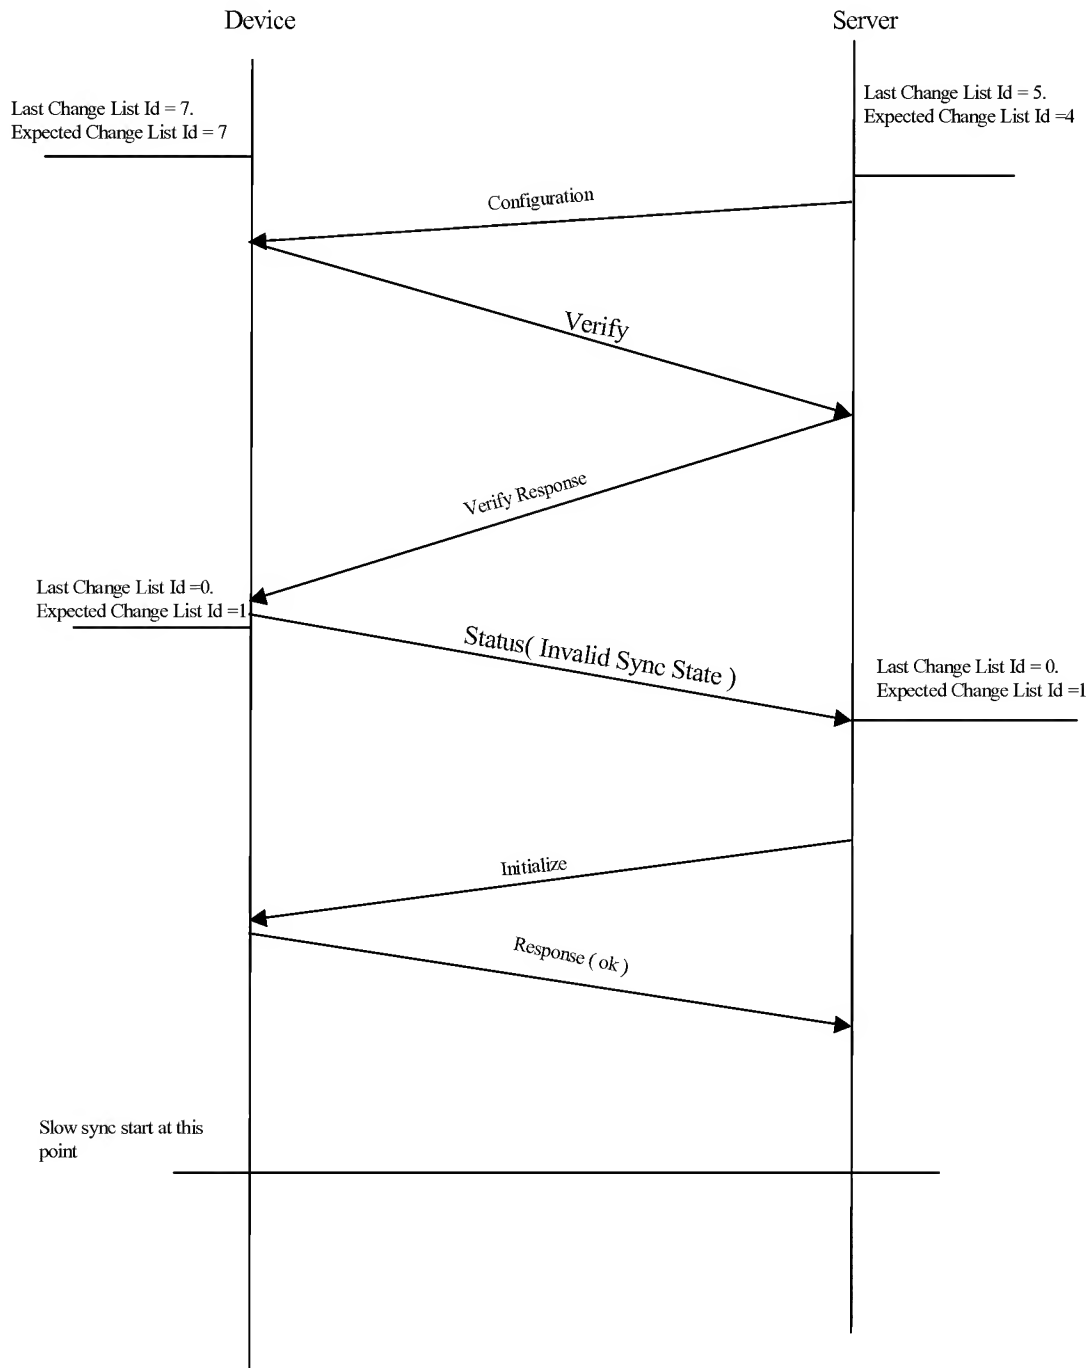 Device
Server
Last Change List Id = 7.
Expected Change List Id = 7
Last Change List Id = 5.
Expected Change List Id =4
Configuration
Verify
Verify Response
Last Change List Id =0.
Expected Change List Id =1
Status( Invalid Sync State )
Last Change List Id = 0.
Expected Change List Id =1
Initialize
Response ( ok )
Slow sync start at this
point